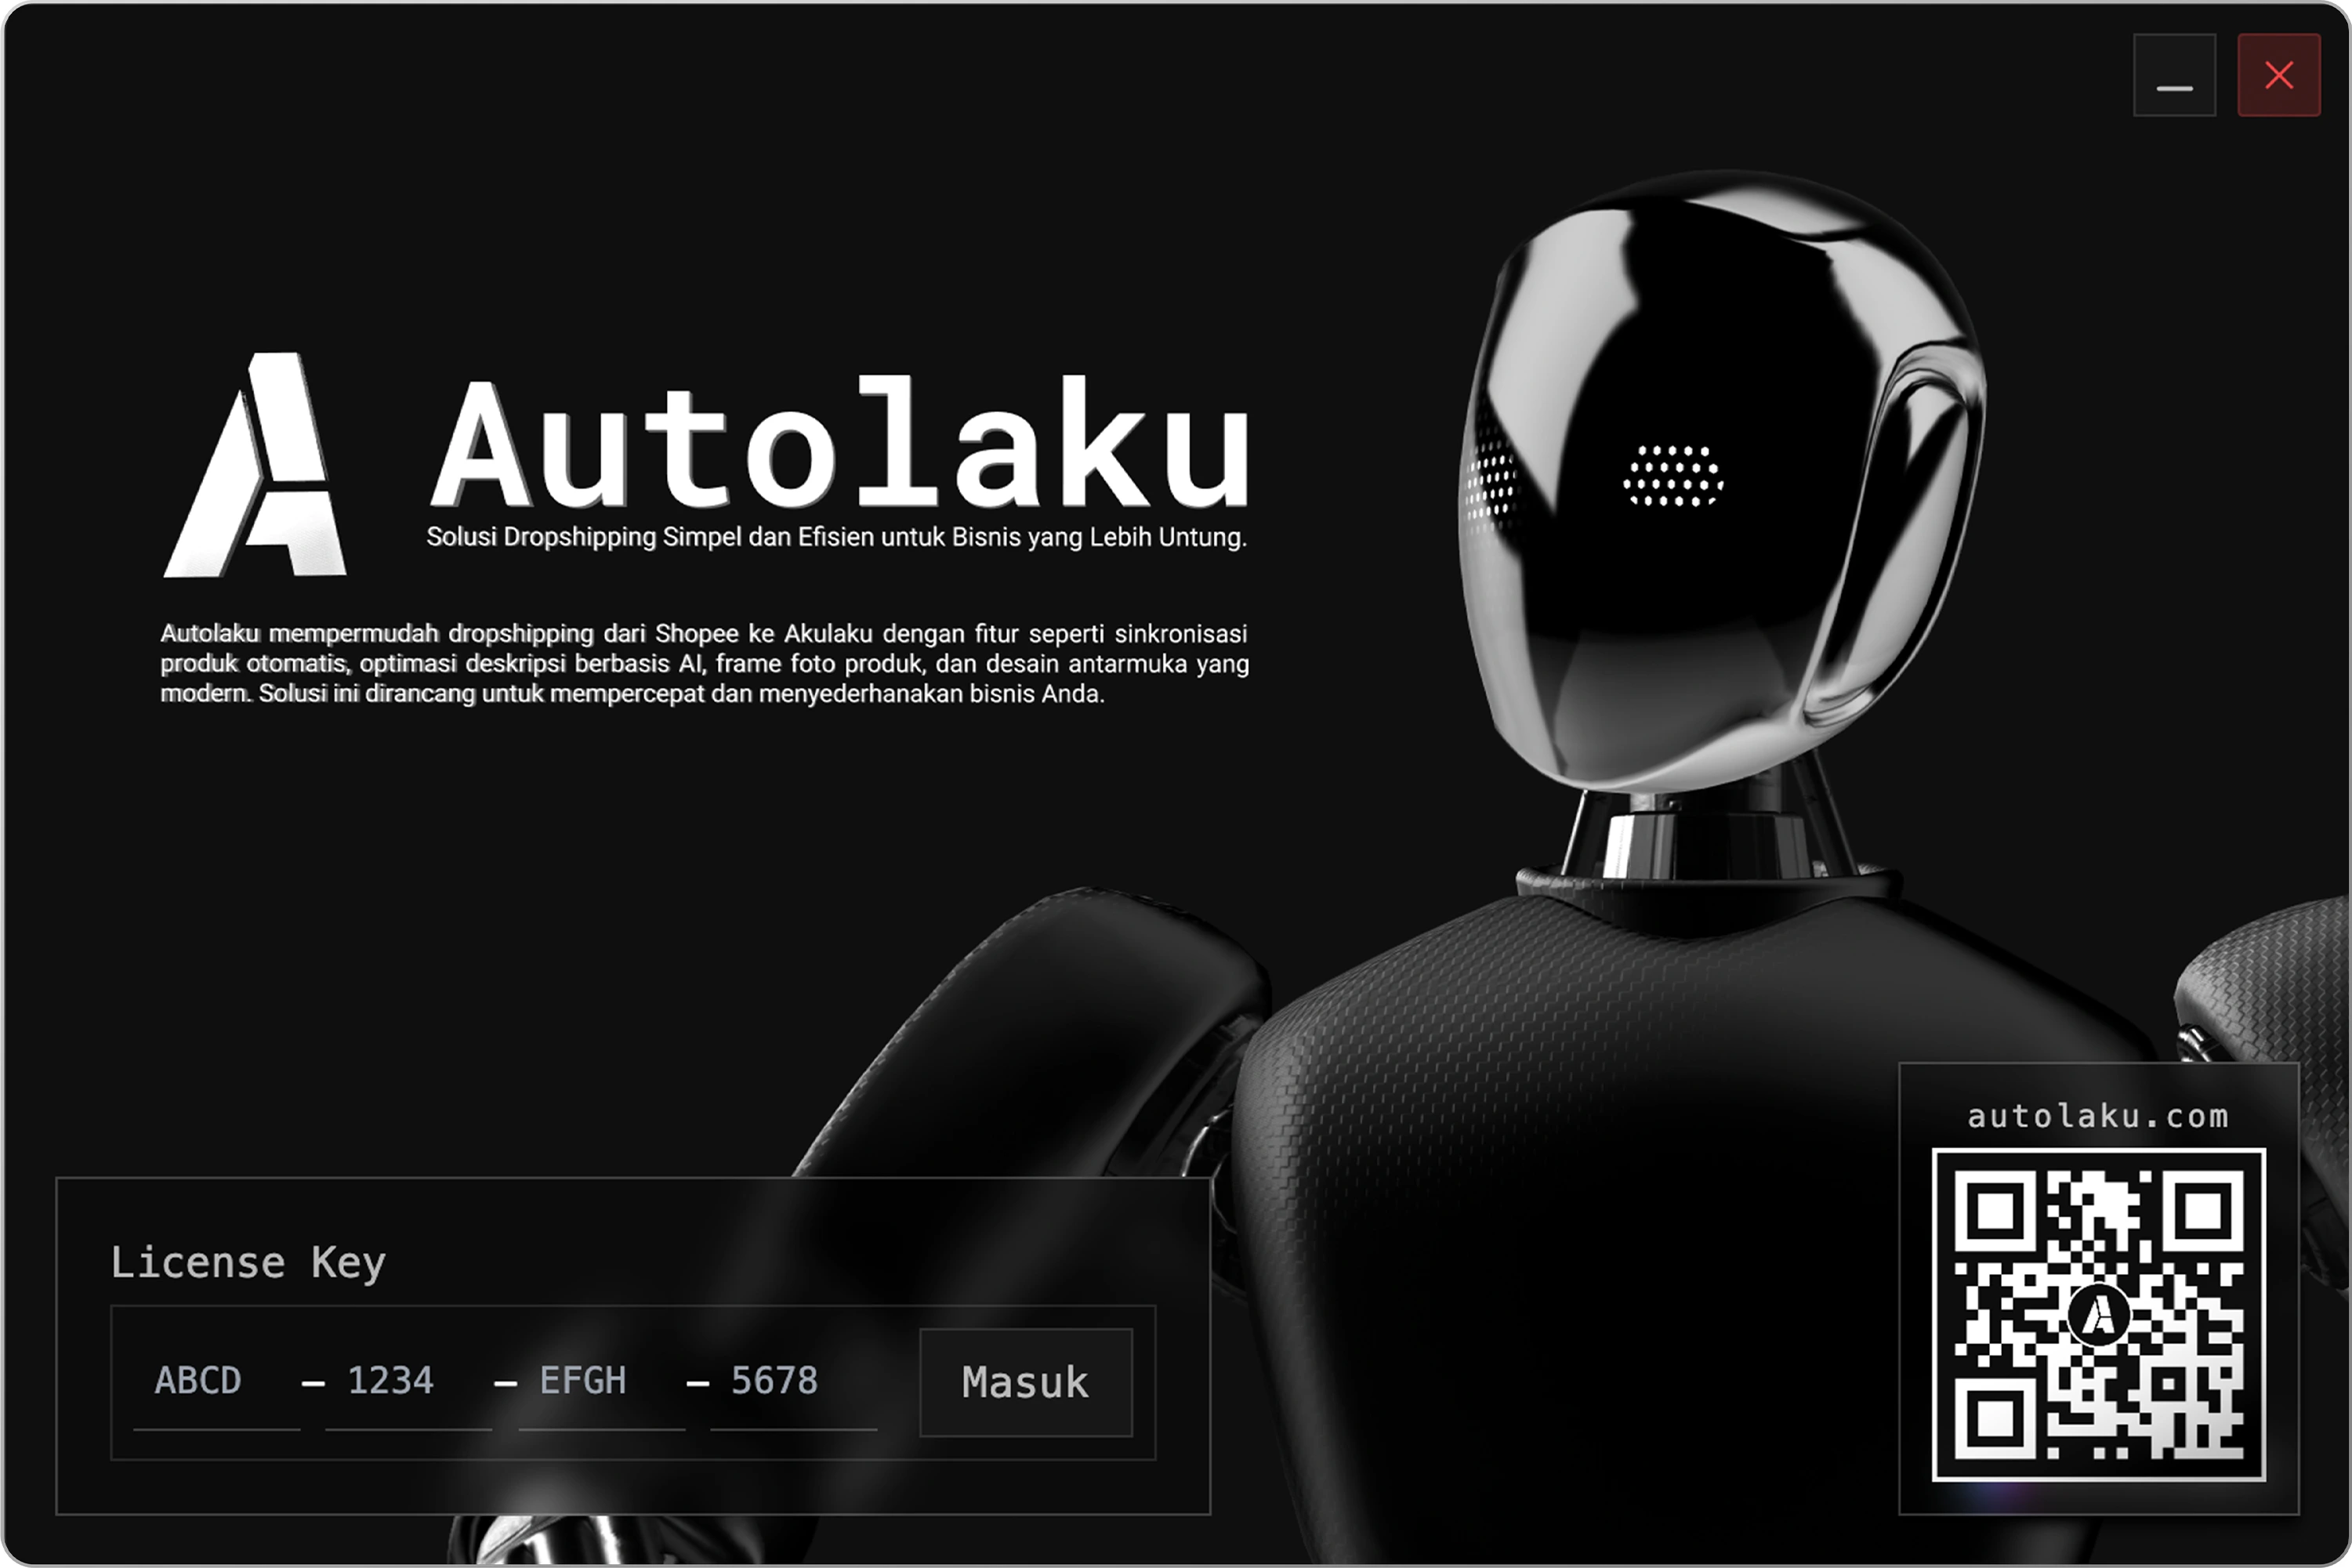 Autolaku
Solusi Dropshipping Simpel dan Efisien untuk Bisnis yang Lebih Untung.
Autolaku mempermudah dropshipping dari Shopee ke Akulaku dengan fitur seperti sinkronisasi
produk otomatis, optimasi deskripsi berbasis AI, frame foto produk, dan desain antarmuka yang
modern. Solusi ini dirancang untuk mempercepat dan menyederhanakan bisnis Anda.
autolaku.com
License Key
ABCD – 1234 – EFGH – 5678 Masuk